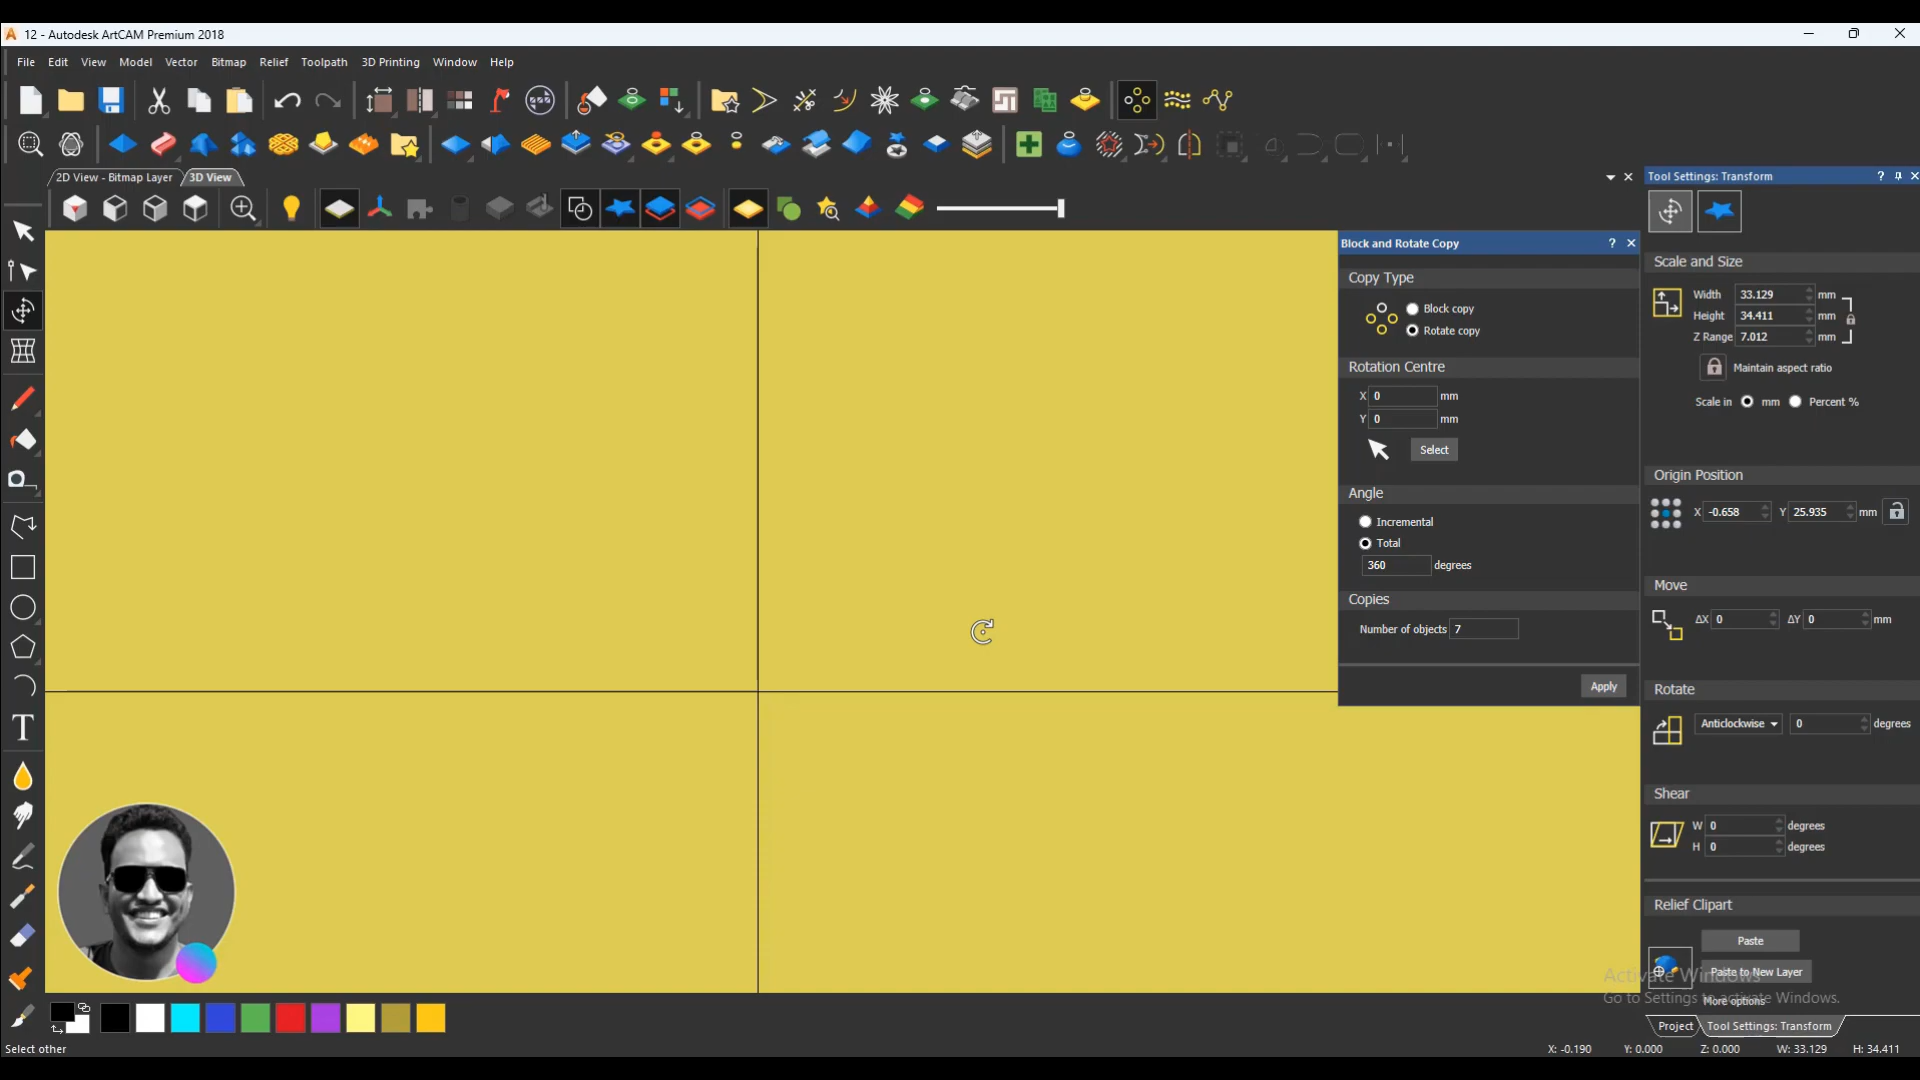 12 - Autodesk ArtCAM Premium 2018
File Edit View Model Vector Bitmap Relief Toolpath 3D Printing Window Help
2D View - Bitmap Layer 3D View
Tool Settings: Transform ?
Block and Rotate Copy ?
Copy Type
Block copy
Rotate copy
Rotation Centre
X 0 mm
Y 0 mm
Select
Angle
Incremental
Total
360 degrees
Copies
Number of objects 7
Apply
Scale and Size
Width 33.129 mm
Height 34.411 mm
Z Range 7.012 mm
Maintain aspect ratio
Scale in mm Percent %
Origin Position
X -0.658 Y 25.935 mm
Move
ΔX 0 ΔY 0 mm
Rotate
Anticlockwise 0 degrees
Shear
W 0 degrees
H 0 degrees
Relief Clipart
Paste
Paste to New Layer
More options
Activate Windows
Go to Settings to activate Windows.
Project Tool Settings: Transform
Select other
X: -0.190 Y: 0.000 Z: 0.000 W: 33.129 H: 34.411